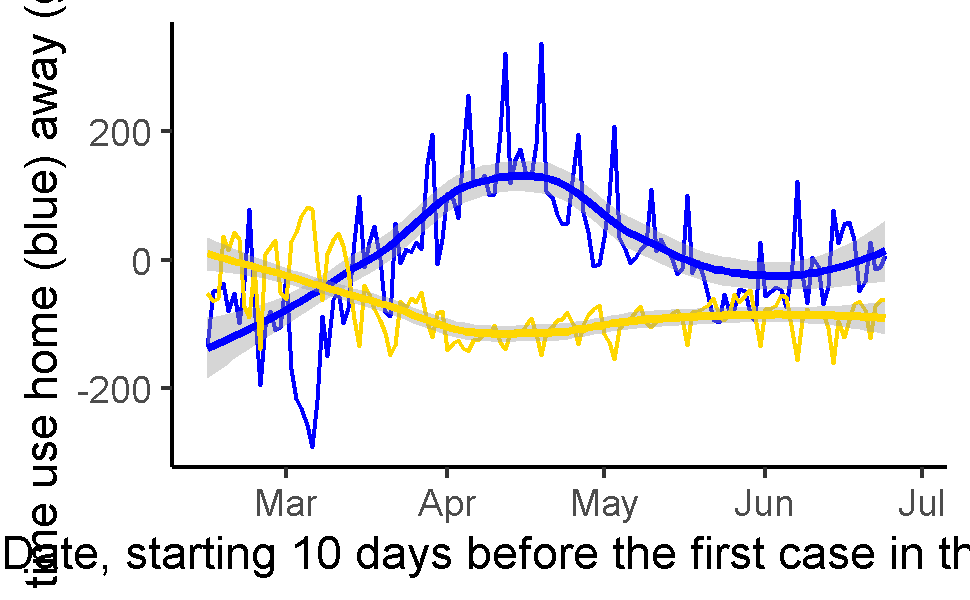 time use home (blue) away (
200
0
-200
Mar Apr May Jun Jul
Date, starting 10 days before the first case in th